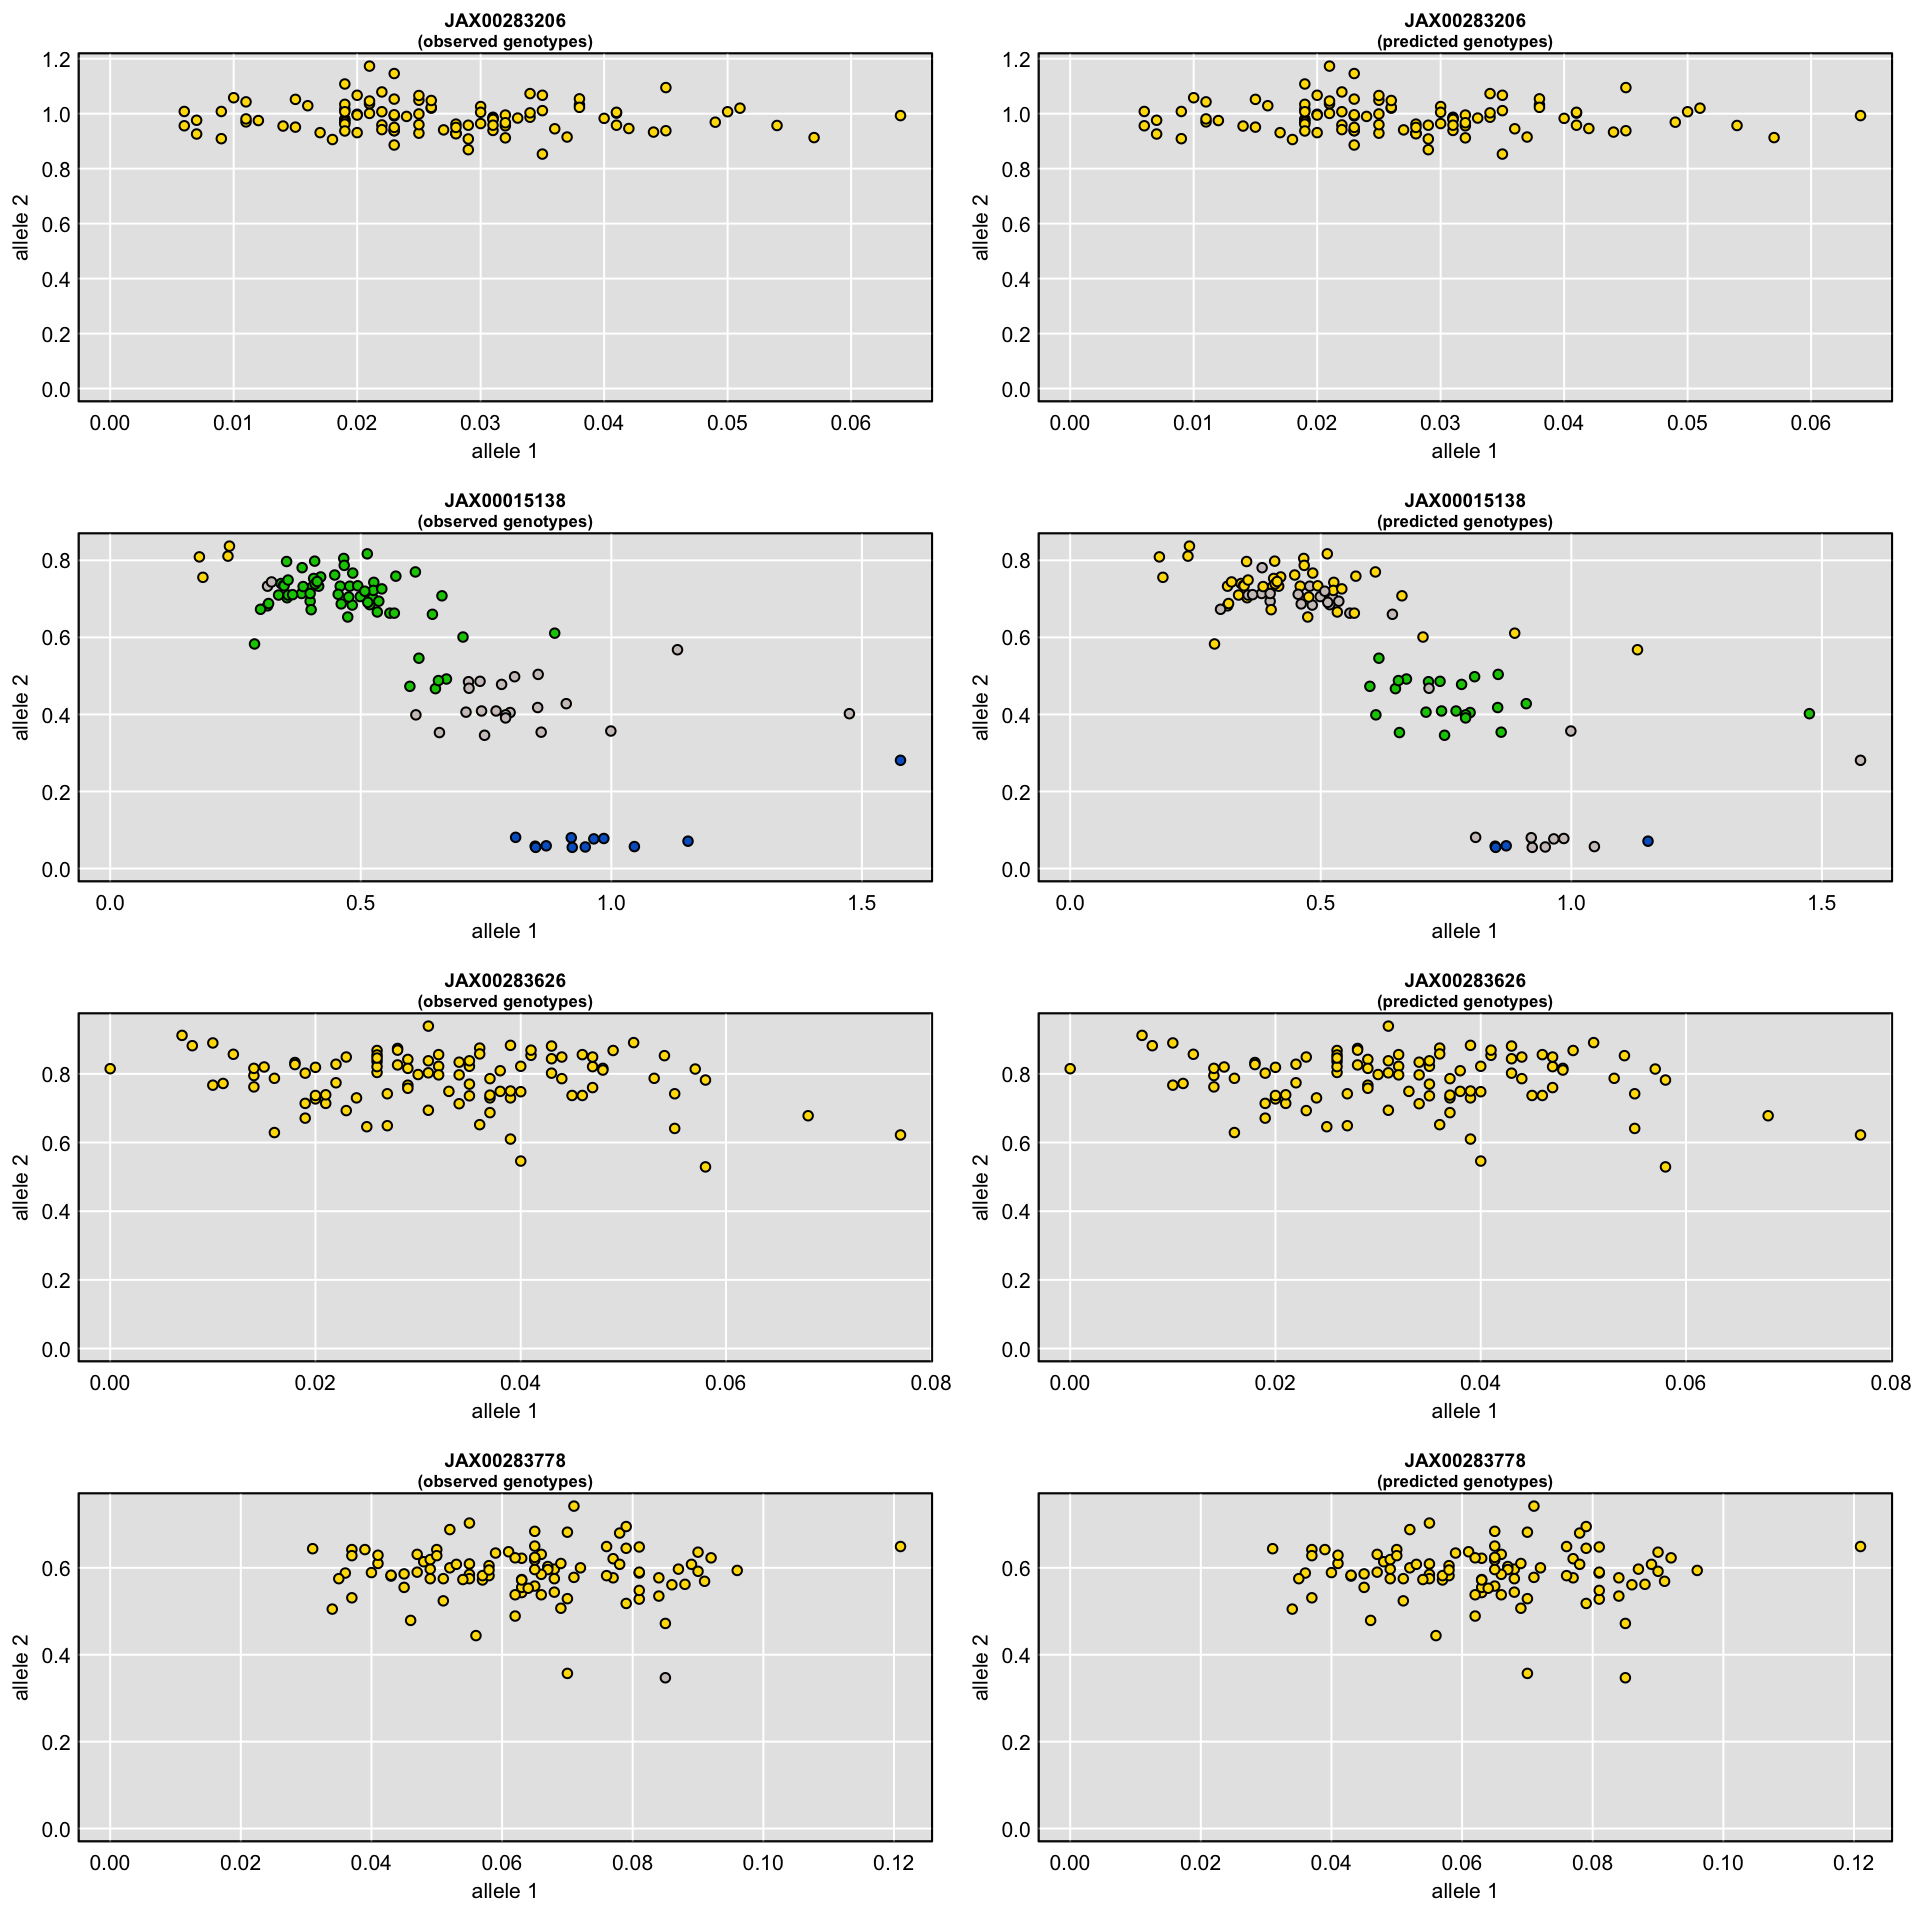 JAX00283206
(observed genotypes)
1.2
1.0
0.8
0.6
0.4
0.2
0.0
allele 2
0.00 0.01 0.02 0.03 0.04 0.05 0.06
allele 1
JAX00283206
(predicted genotypes)
1.2
1.0
0.8
0.6
0.4
0.2
0.0
allele 2
0.00 0.01 0.02 0.03 0.04 0.05 0.06
allele 1
JAX00015138
(observed genotypes)
0.8
0.6
0.4
0.2
0.0
allele 2
0.0 0.5 1.0 1.5
allele 1
JAX00015138
(predicted genotypes)
0.8
0.6
0.4
0.2
0.0
allele 2
0.0 0.5 1.0 1.5
allele 1
JAX00283626
(observed genotypes)
0.8
0.6
0.4
0.2
0.0
allele 2
0.00 0.02 0.04 0.06 0.08
allele 1
JAX00283626
(predicted genotypes)
0.8
0.6
0.4
0.2
0.0
allele 2
0.00 0.02 0.04 0.06 0.08
allele 1
JAX00283778
(observed genotypes)
0.6
0.4
0.2
0.0
allele 2
0.00 0.02 0.04 0.06 0.08 0.10 0.12
allele 1
JAX00283778
(predicted genotypes)
0.6
0.4
0.2
0.0
allele 2
0.00 0.02 0.04 0.06 0.08 0.10 0.12
allele 1